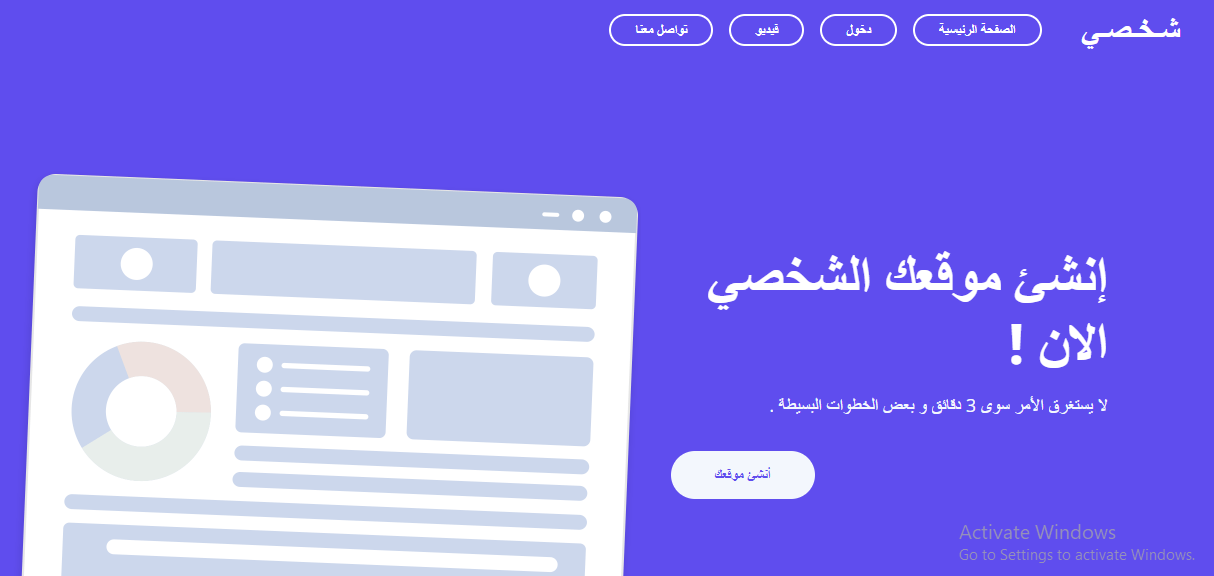 شـخـصـي
الصفحة الرئيسية
دخول
فيديو
تواصل معنا
إنشئ موقعك الشخصي
الان !
لا يستغرق الأمر سوى 3 دقائق و بعض الخطوات البسيطة .
أنشئ موقعك
Activate Windows
Go to Settings to activate Windows.